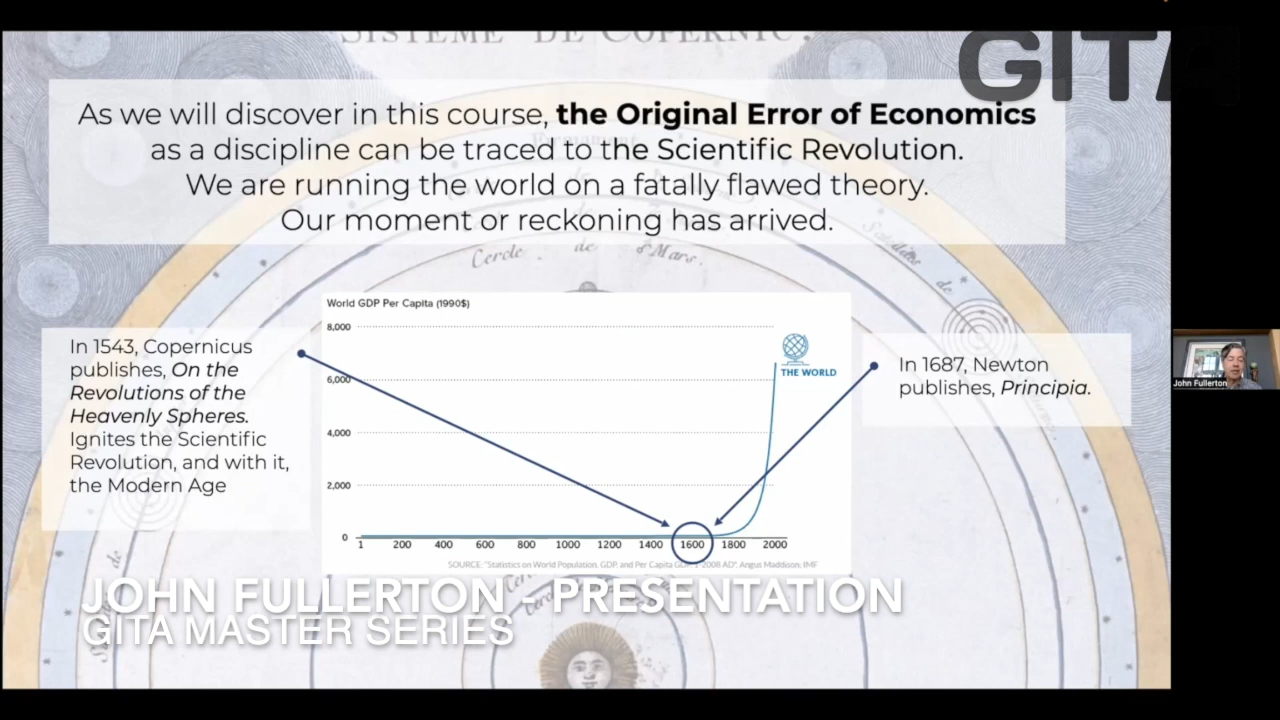 SISTEME DE COPERNIC.
GITA
As we will discover in this course, the Original Error of Economics
as a discipline can be traced to the Scientific Revolution.
We are running the world on a fatally flawed theory.
Our moment or reckoning has arrived.
Cercle de Mars.
Satellites de
In 1543, Copernicus
publishes, On the
Revolutions of the
Heavenly Spheres.
Ignites the Scientific
Revolution, and with it,
the Modern Age
World GDP Per Capita (1990$)
8,000
6,000
4,000
2,000
0
THE WORLD
1 200 400 600 800 1000 1200 1400 1600 1800 2000
SOURCE: "Statistics on World Population, GDP, and Per Capita GDP, 1-2008 AD", Angus Maddison; IMF
In 1687, Newton
publishes, Principia.
John Fullerton
JOHN FULLERTON - PRESENTATION
GITA MASTER SERIES